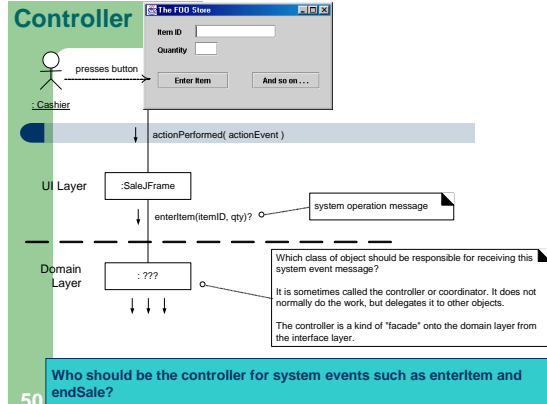 Controller
The FOO Store
Item ID
Quantity
Enter Item
And so on . . .
presses button
: Cashier
actionPerformed( actionEvent )
UI Layer
:SaleJFrame
system operation message
enterItem(itemID, qty)?
Domain
Layer
: ???
Which class of object should be responsible for receiving this
system event message?
It is sometimes called the controller or coordinator. It does not
normally do the work, but delegates it to other objects.
The controller is a kind of "facade" onto the domain layer from
the interface layer.
Who should be the controller for system events such as enterItem and
endSale?
50